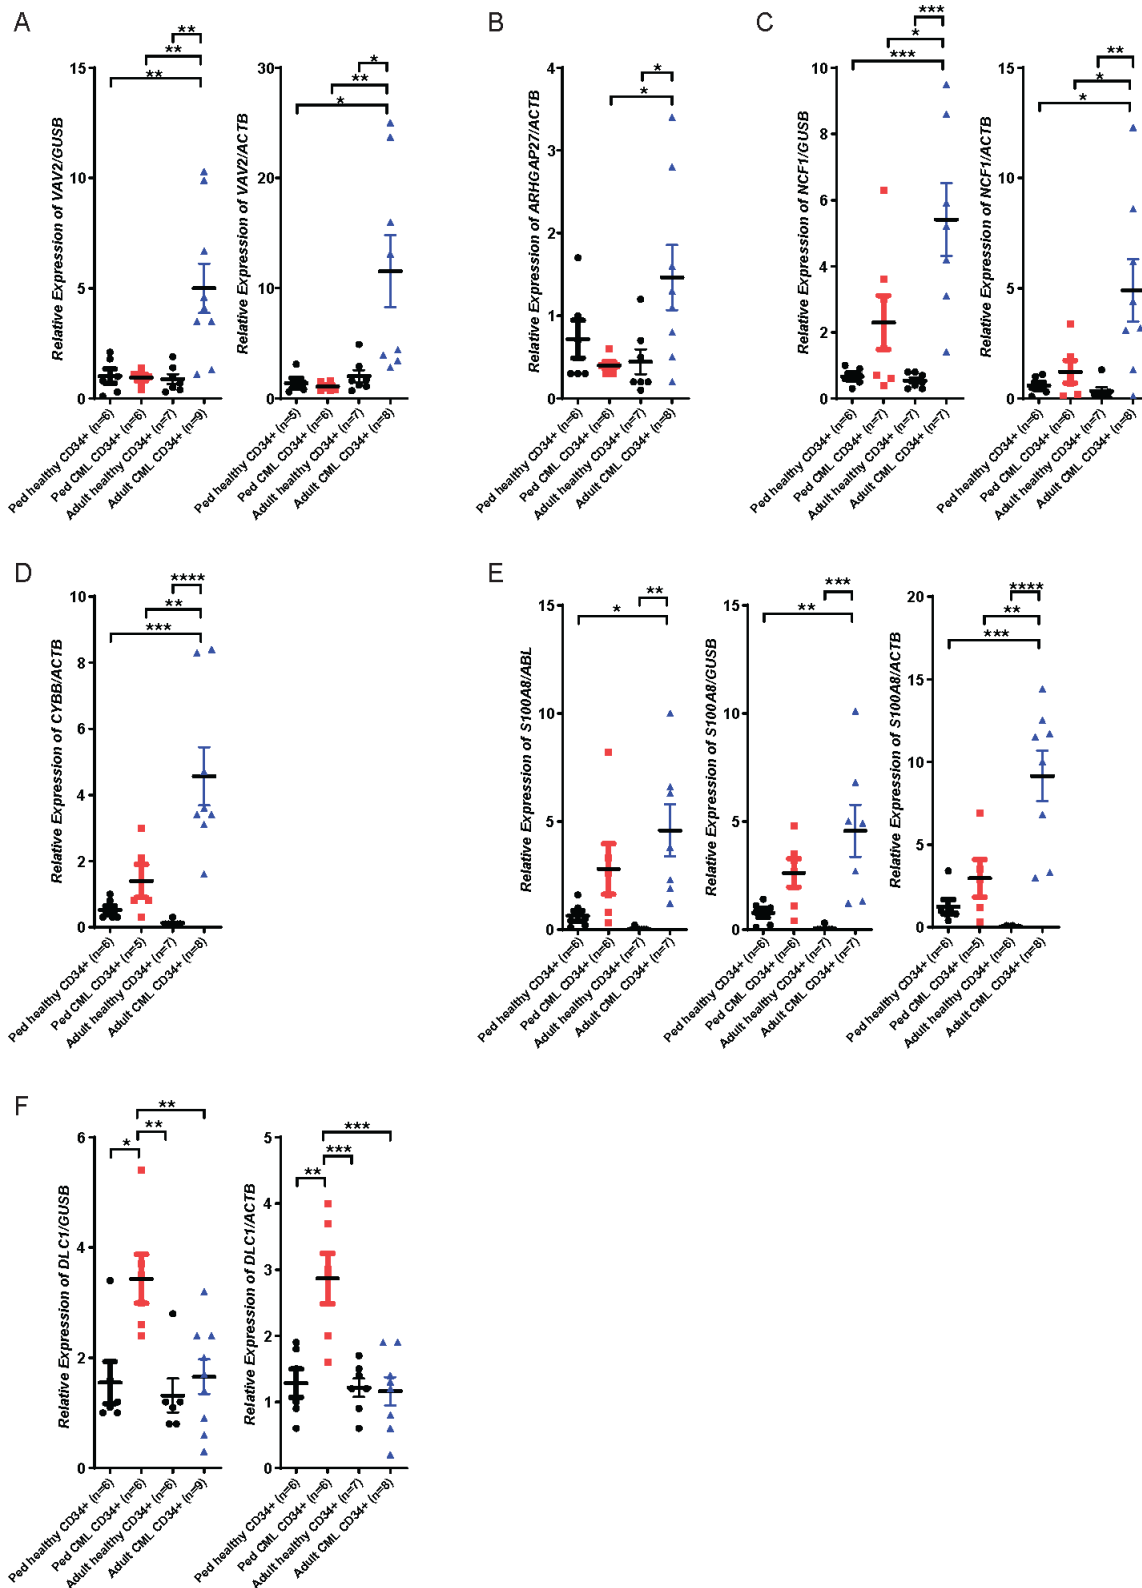 A
B
C
**
**
**
Relative Expression of VAV2/GUSB
15
10
5
0
Ped healthy CD34+ (n=6)
Ped CML CD34+ (n=6)
Adult healthy CD34+ (n=7)
Adult CML CD34+ (n=9)
*
**
*
Relative Expression of VAV2/ACTB
30
20
10
0
Ped healthy CD34+ (n=5)
Ped CML CD34+ (n=6)
Adult healthy CD34+ (n=7)
Adult CML CD34+ (n=8)
*
*
Relative Expression of ARHGAP27/ACTB
4
3
2
1
0
Ped healthy CD34+ (n=6)
Ped CML CD34+ (n=6)
Adult healthy CD34+ (n=7)
Adult CML CD34+ (n=8)
***
*
***
Relative Expression of NCF1/GUSB
10
8
6
4
2
0
Ped healthy CD34+ (n=6)
Ped CML CD34+ (n=7)
Adult healthy CD34+ (n=7)
Adult CML CD34+ (n=7)
**
*
*
Relative Expression of NCF1/ACTB
15
10
5
0
Ped healthy CD34+ (n=6)
Ped CML CD34+ (n=6)
Adult healthy CD34+ (n=7)
Adult CML CD34+ (n=8)
D
E
****
**
***
Relative Expression of CYBB/ACTB
10
8
6
4
2
0
Ped healthy CD34+ (n=6)
Ped CML CD34+ (n=5)
Adult healthy CD34+ (n=7)
Adult CML CD34+ (n=8)
**
*
Relative Expression of S100A8/ABL
15
10
5
0
Ped healthy CD34+ (n=6)
Ped CML CD34+ (n=6)
Adult healthy CD34+ (n=7)
Adult CML CD34+ (n=7)
***
**
Relative Expression of S100A8/GUSB
15
10
5
0
Ped healthy CD34+ (n=6)
Ped CML CD34+ (n=6)
Adult healthy CD34+ (n=7)
Adult CML CD34+ (n=7)
****
**
***
Relative Expression of S100A8/ACTB
20
15
10
5
0
Ped healthy CD34+ (n=6)
Ped CML CD34+ (n=5)
Adult healthy CD34+ (n=6)
Adult CML CD34+ (n=8)
F
**
**
*
Relative Expression of DLC1/GUSB
6
4
2
0
Ped healthy CD34+ (n=6)
Ped CML CD34+ (n=6)
Adult healthy CD34+ (n=6)
Adult CML CD34+ (n=9)
***
***
**
Relative Expression of DLC1/ACTB
5
4
3
2
1
0
Ped healthy CD34+ (n=6)
Ped CML CD34+ (n=6)
Adult healthy CD34+ (n=7)
Adult CML CD34+ (n=8)